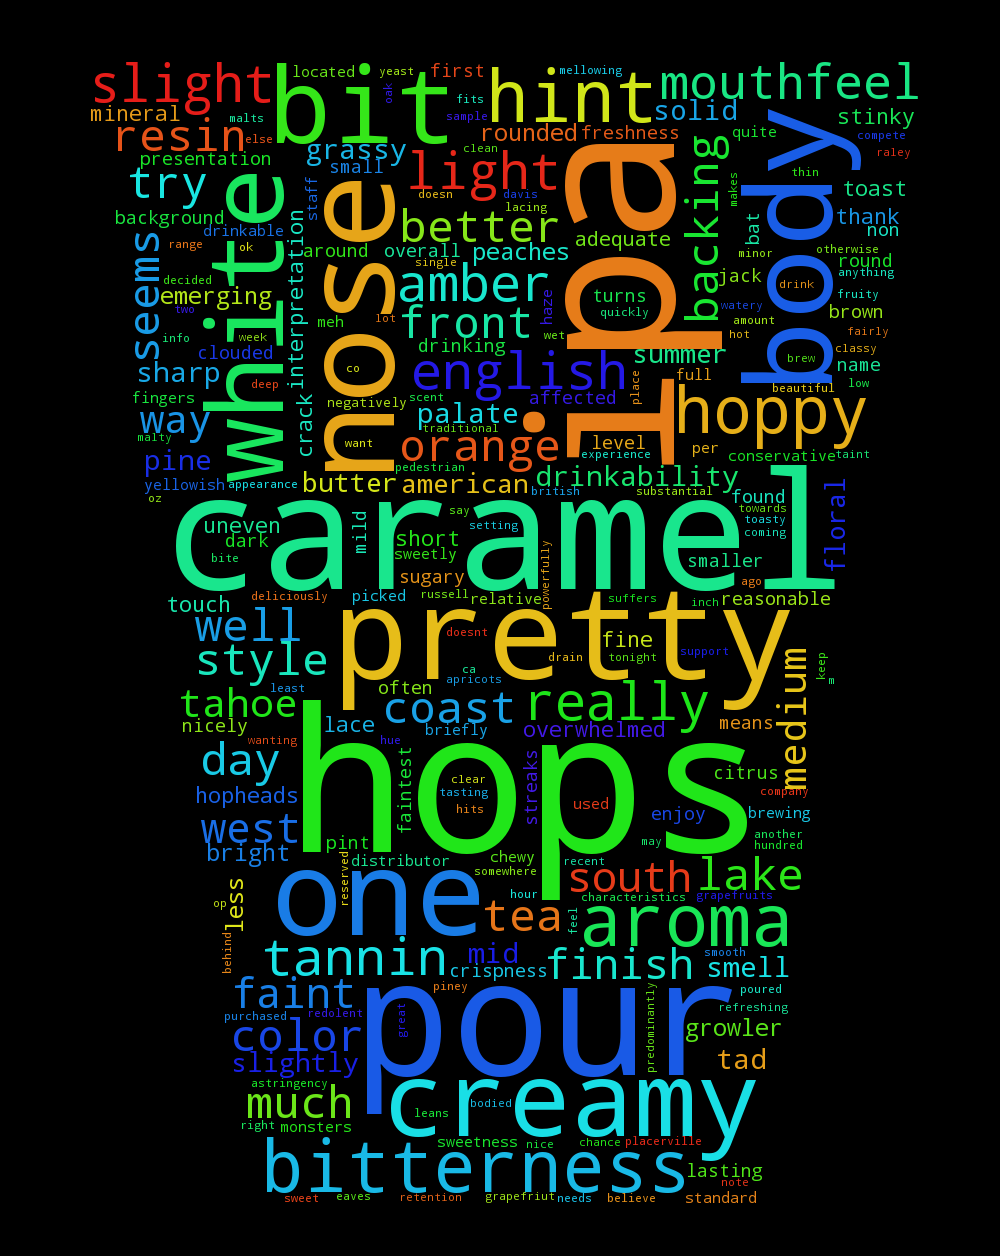 located
yeast
first
mellowing
slight
bit
oak
hint
mouthfeel
mineral
malts
fits
sample
solid
stinky
resin
else
rounded
freshness
quite
compete
presentation
grassy
clean
light
ipa
backing
body
raley
try
small
staff
doesn
davis
makes
thin
toast
white
nose
lacing
background
drinkable
better
adequate
bat
thank
non
range
ok
around
overall
single
peaches
minor
otherwise
round
seems
interpretation
decided
amber
jack
anything
emerging
two
turns
drink
fruity
haze
quickly
watery
brown
meh
lot
front
wet
amount
hot
fairly
info
week
clouded
drinking
summer
classy
deep
co
english
brew
name
sharp
full
low
fingers
crack
negatively
scent
affected
place
beautiful
way
palate
hoppy
malty
want
traditional
orange
level
per
experience
conservative
taint
pine
pedestrian
yellowish
appearance
butter
american
drinkability
british
substantial
found
floral
oz
caramel
say
towards
uneven
mild
setting
toasty
dark
short
coming
bite
sweetly
powerfully
smaller
sugary
ago
deliciously
picked
russell
relative
suffers
inch
reasonable
touch
pretty
well
doesnt
fine
style
drain
tonight
support
keep
medium
ca
apricots
m
least
often
tahoe
coast
really
nicely
lace
briefly
overwhelmed
means
wanting
hue
hops
day
faintest
streaks
clear
citrus
hopheads
tasting
hits
used
company
west
enjoy
brewing
pint
may
another
bright
reserved
distributor
chewy
recent
hundred
somewhere
one
south
lake
less
hour
characteristics
grapefruits
op
tea
feel
aroma
behind
tannin
mid
crispness
finish
smell
smooth
faint
piney
pour
predominantly
poured
purchased
redolent
great
refreshing
color
growler
slightly
tad
astringency
creamy
much
leans
bodied
right
monsters
sweetness
nice
chance
placerville
bitterness
lasting
note
sweet
eaves
retention
grapefriut
needs
believe
standard